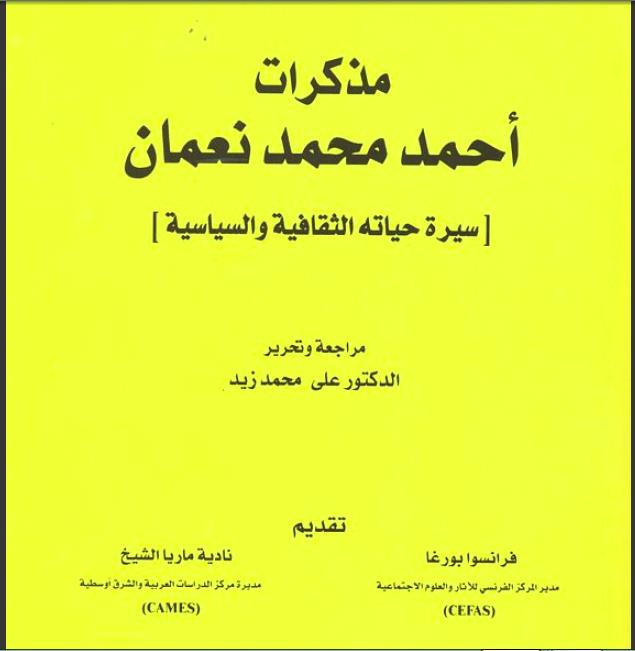 مذكرات
أحمد محمد نعمان
[سيرة حياته الثقافية والسياسية]
مراجعة وتحرير
الدكتور على محمد زيد
تقديم
فرانسوا بورغا
مدير المركز الفرنسي للآثار والعلوم الاجتماعية
(CEFAS)
نادية ماريا الشيخ
مديرة مركز الدراسات العربية والشرق أوسطية
(CAMES)